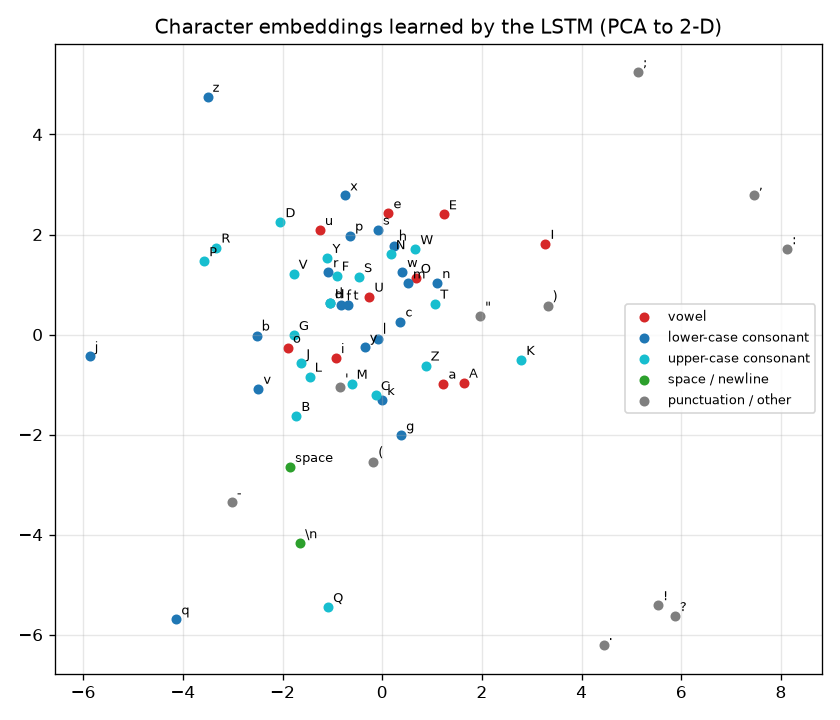 Character embeddings learned by the LSTM (PCA to 2-D)
;
z
4
x
,
e
E
D
u
s
2
p
h
W
I
:
R
N
P
Y
V
r
F
S
w
O
m
n
U
)
d
f
t
T
"
c
vowel
lower-case consonant
upper-case consonant
space / newline
punctuation / other
b
G
l
0
o
y
j
i
J
Z
K
L
M
a
A
v
'
C
k
B
g
-2
space
(
-
\n
-4
Q
!
q
?
.
-6
−6
−4
−2
0
2
4
6
8